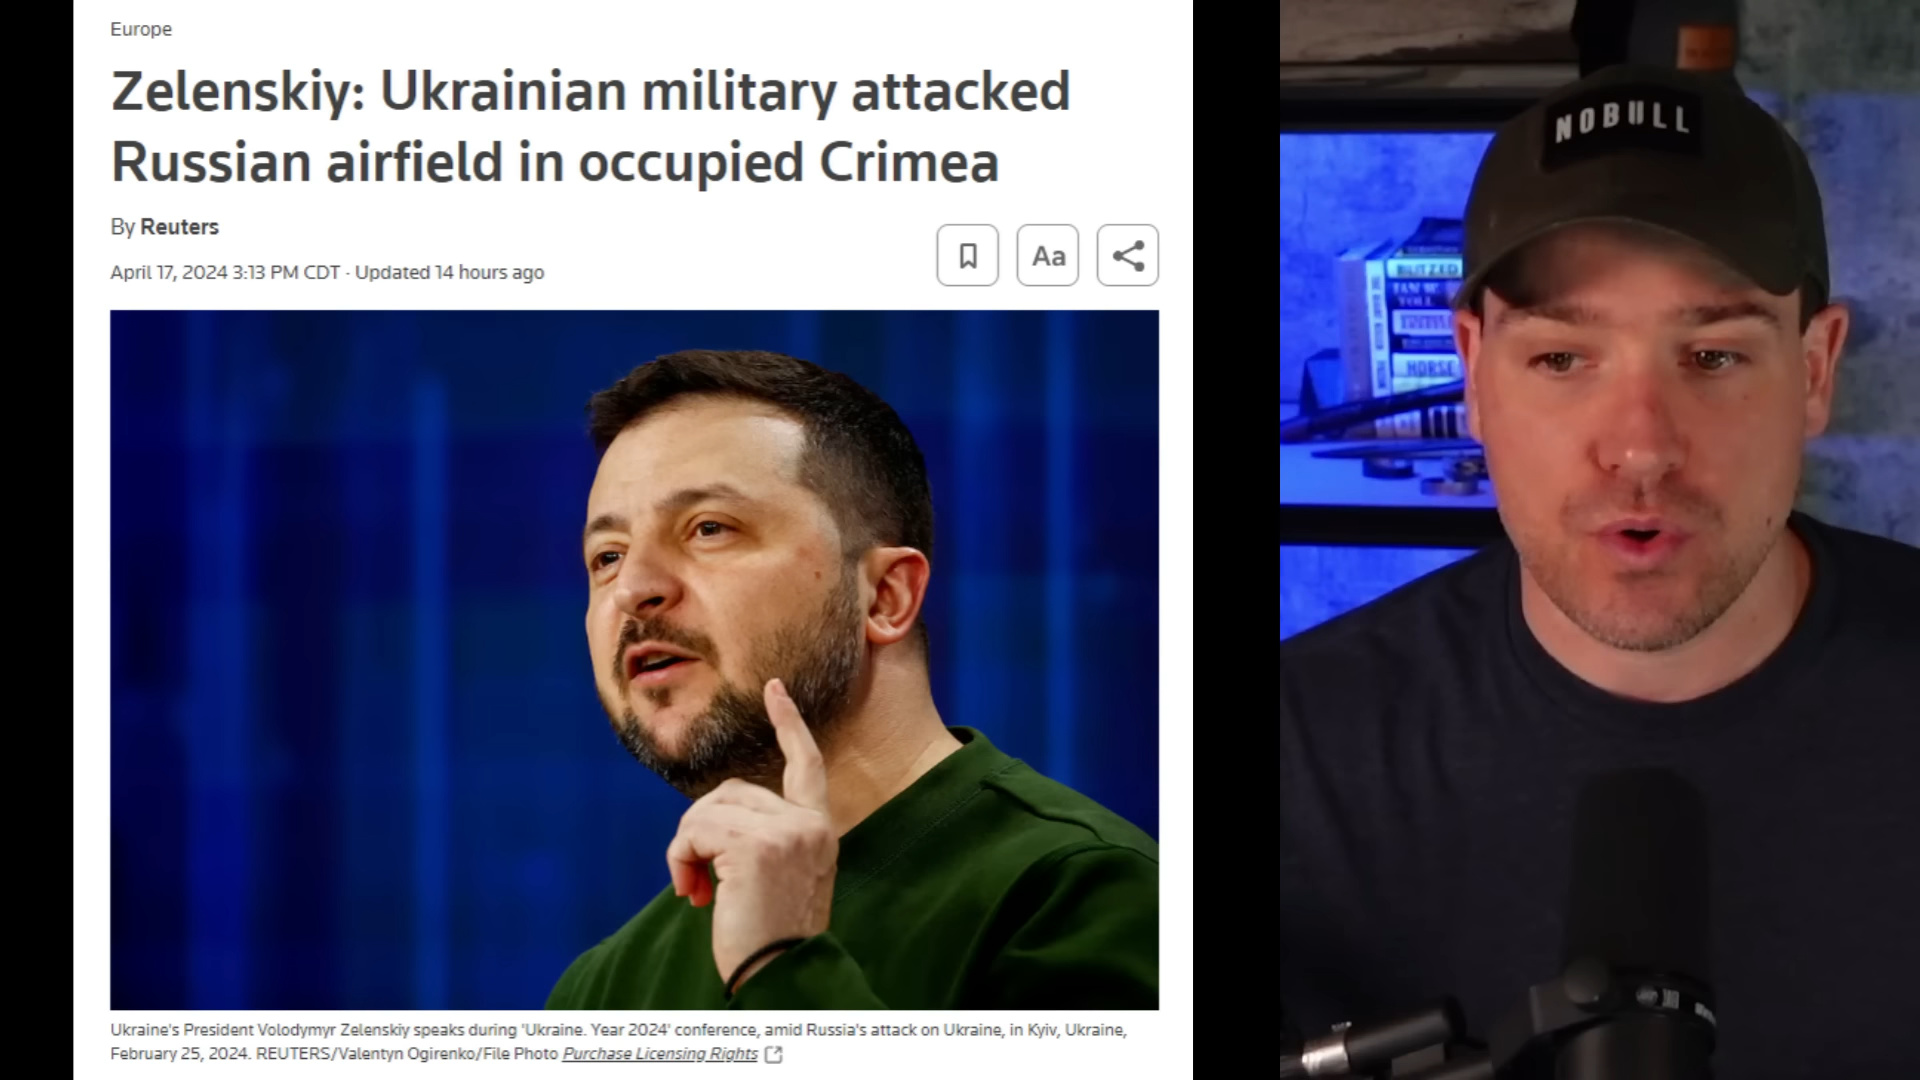 Europe
Zelenskiy: Ukrainian military attacked
Russian airfield in occupied Crimea
By Reuters
April 17, 2024 3:13 PM CDT · Updated 14 hours ago
Aa
Ukraine's President Volodymyr Zelenskiy speaks during 'Ukraine. Year 2024' conference, amid Russia's attack on Ukraine, in Kyiv, Ukraine,
February 25, 2024. REUTERS/Valentyn Ogirenko/File Photo Purchase Licensing Rights
NOBULL
BLITZED
HORSE